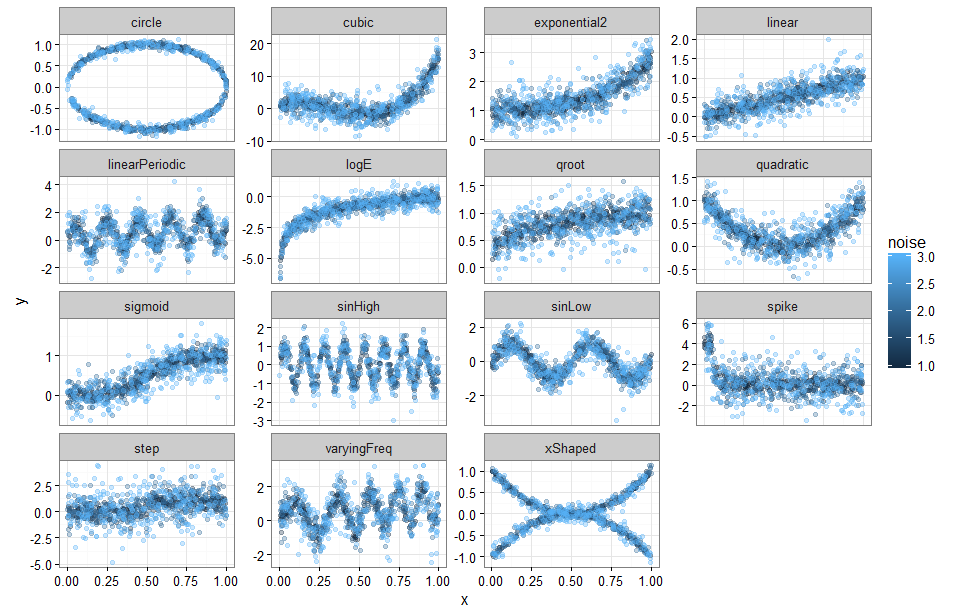 circle cubic exponential2 linear
1.0 0.5 0.0 -0.5 -1.0
20 10 0 -10
3 2 1 0
2.0 1.5 1.0 0.5 0.0 -0.5
linearPeriodic logE qroot quadratic
4 2 0 -2
0.0 -2.5 -5.0
1.5 1.0 0.5 0.0
1.5 1.0 0.5 0.0 -0.5
sigmoid sinHigh sinLow spike
1 0
2 1 0 -1 -2 -3
2 0 -2
6 4 2 0 -2
step varyingFreq xShaped
2.5 0.0 -2.5 -5.0
2 0 -2
1.0 0.5 0.0 -0.5 -1.0
0.00 0.25 0.50 0.75 1.00
0.00 0.25 0.50 0.75 1.00
0.00 0.25 0.50 0.75 1.00
x
y
noise
3.0
2.5
2.0
1.5
1.0